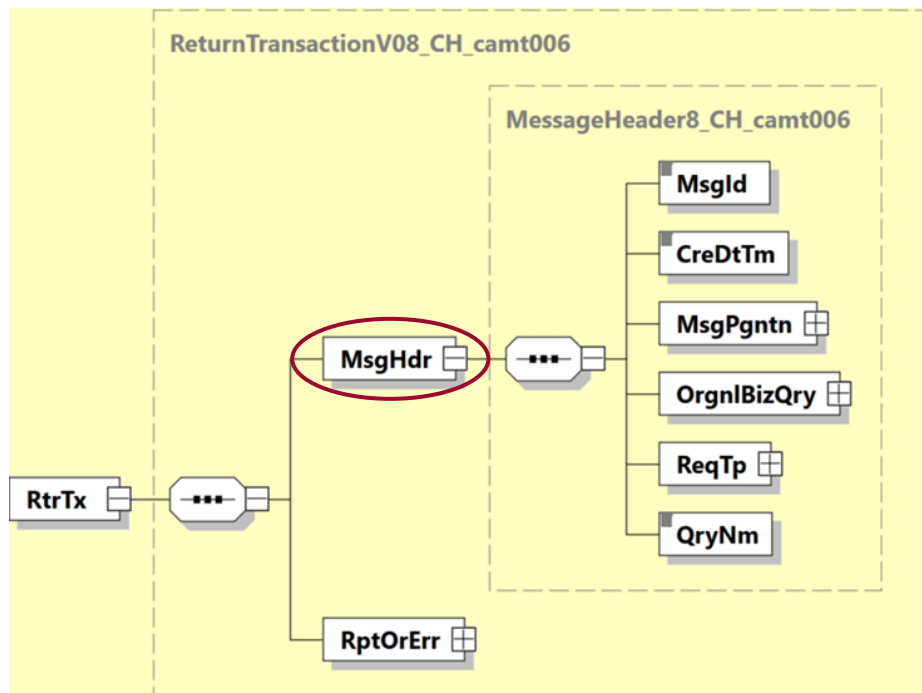 ReturnTransactionV08_CH_camt006
MessageHeader8_CH_camt006
MsgId
CreDtTm
MsgPgntn
MsgHdr
OrgnlBizQry
ReqTp
RtrTx
QryNm
RptOrErr